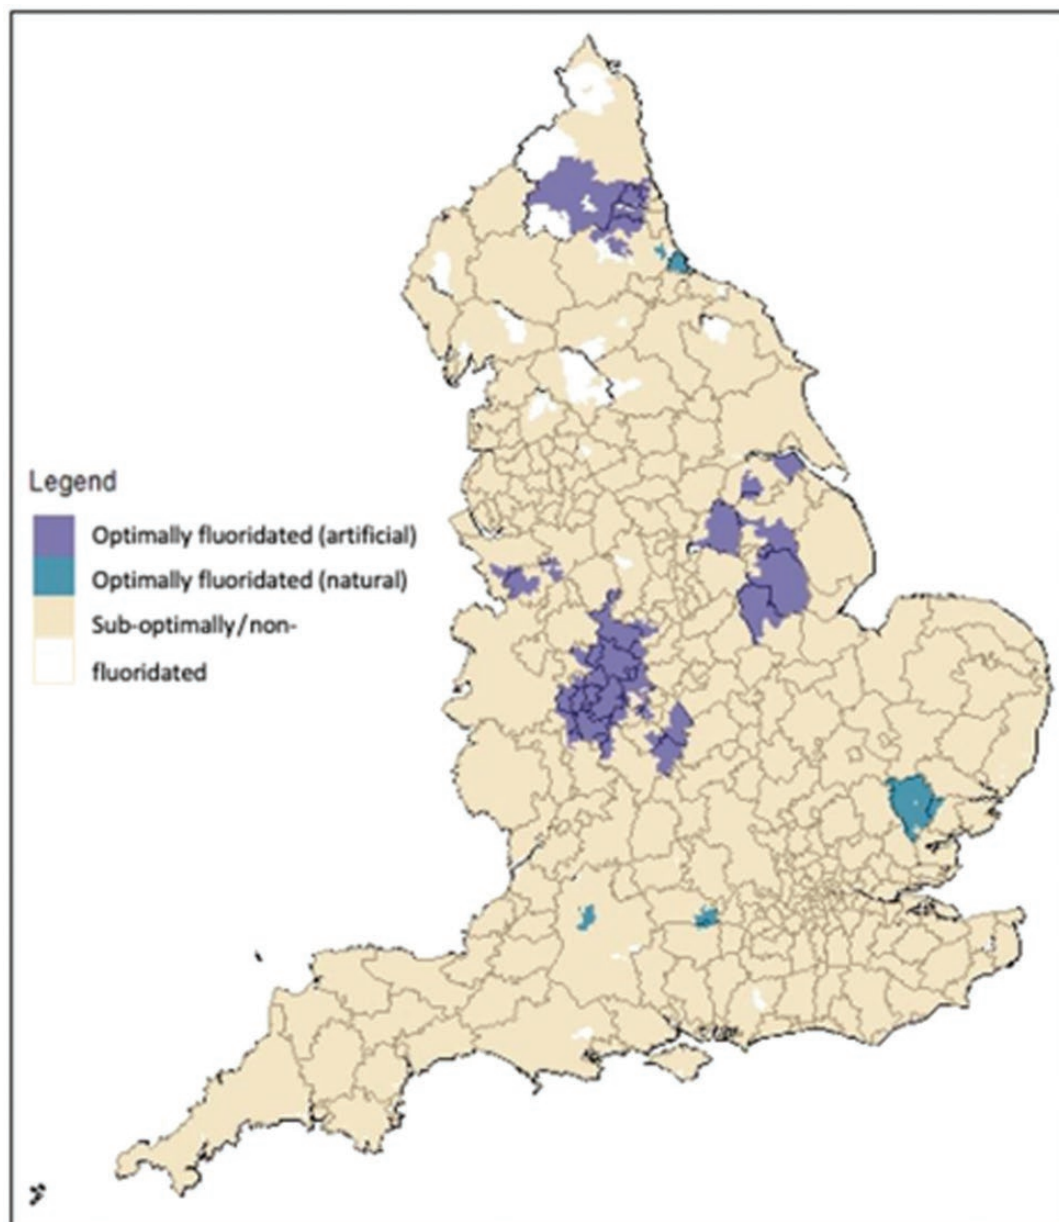 Legend
Optimally fluoridated (artificial)
Optimally fluoridated (natural)
Sub-optimally/non-
fluoridated